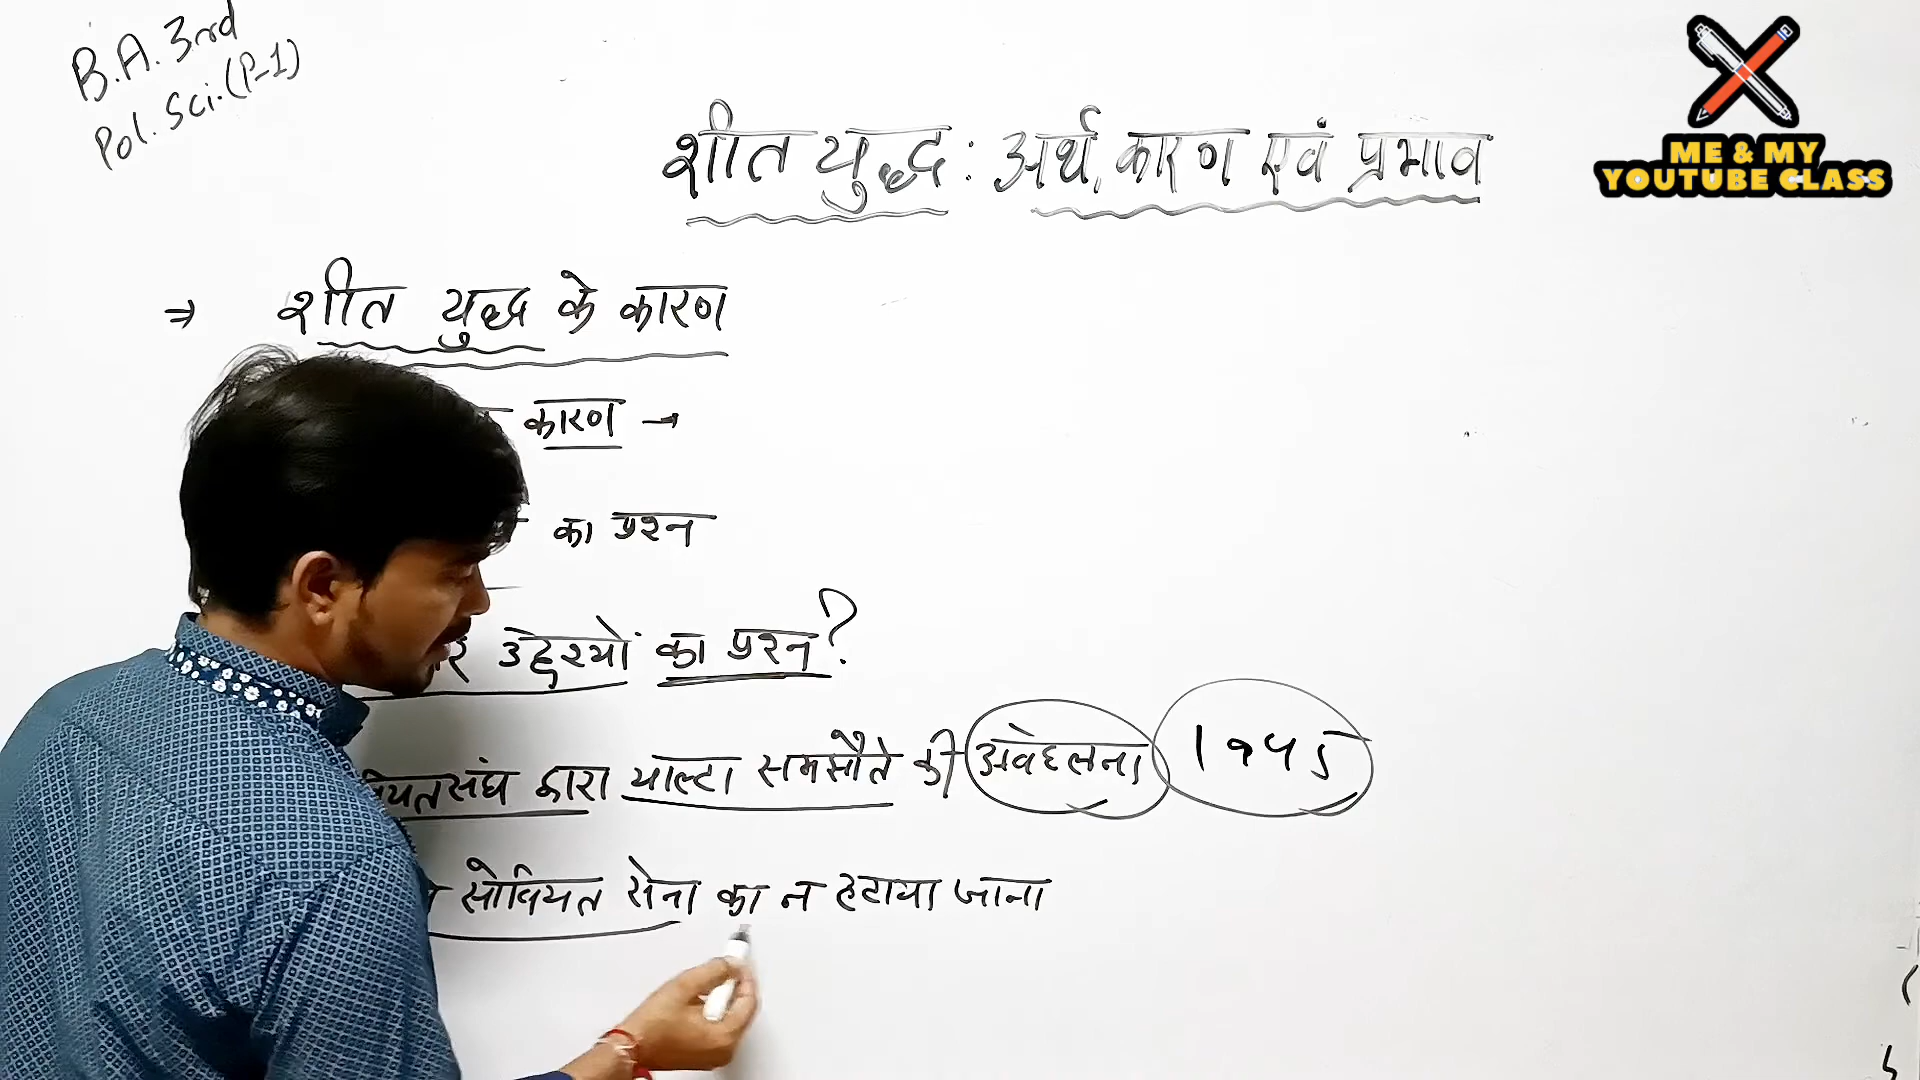 B.A. 3rd
Pol. Sci. (P-1)
ME & MY
YOUTUBE CLASS
शीत युद्ध : अर्थ, कारण एवं प्रभाव
⇒ शीत युद्ध के कारण
कारण →
का प्रश्न
उद्देश्यों का प्रश्न ?
द्वारा याल्टा समझौते की अवहेलना 1945
सोवियत सेना का न हटाया जाना